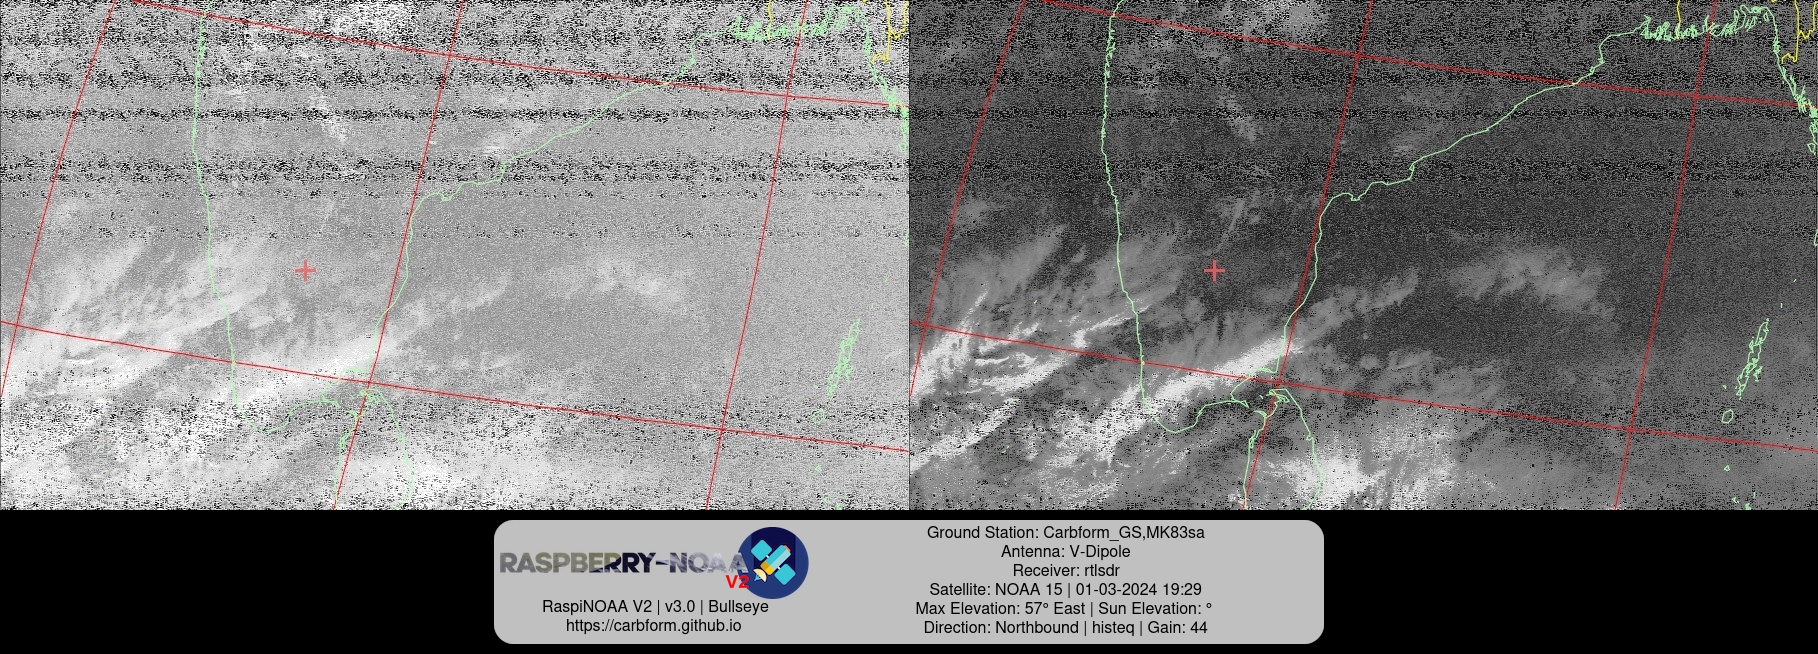 RASPBERRY-NOAA
V2
RaspiNOAA V2 | v3.0 | Bullseye
https://carbform.github.io
Ground Station: Carbform_GS,MK83sa
Antenna: V-Dipole
Receiver: rtlsdr
Satellite: NOAA 15 | 01-03-2024 19:29
Max Elevation: 57° East | Sun Elevation: °
Direction: Northbound | histeq | Gain: 44